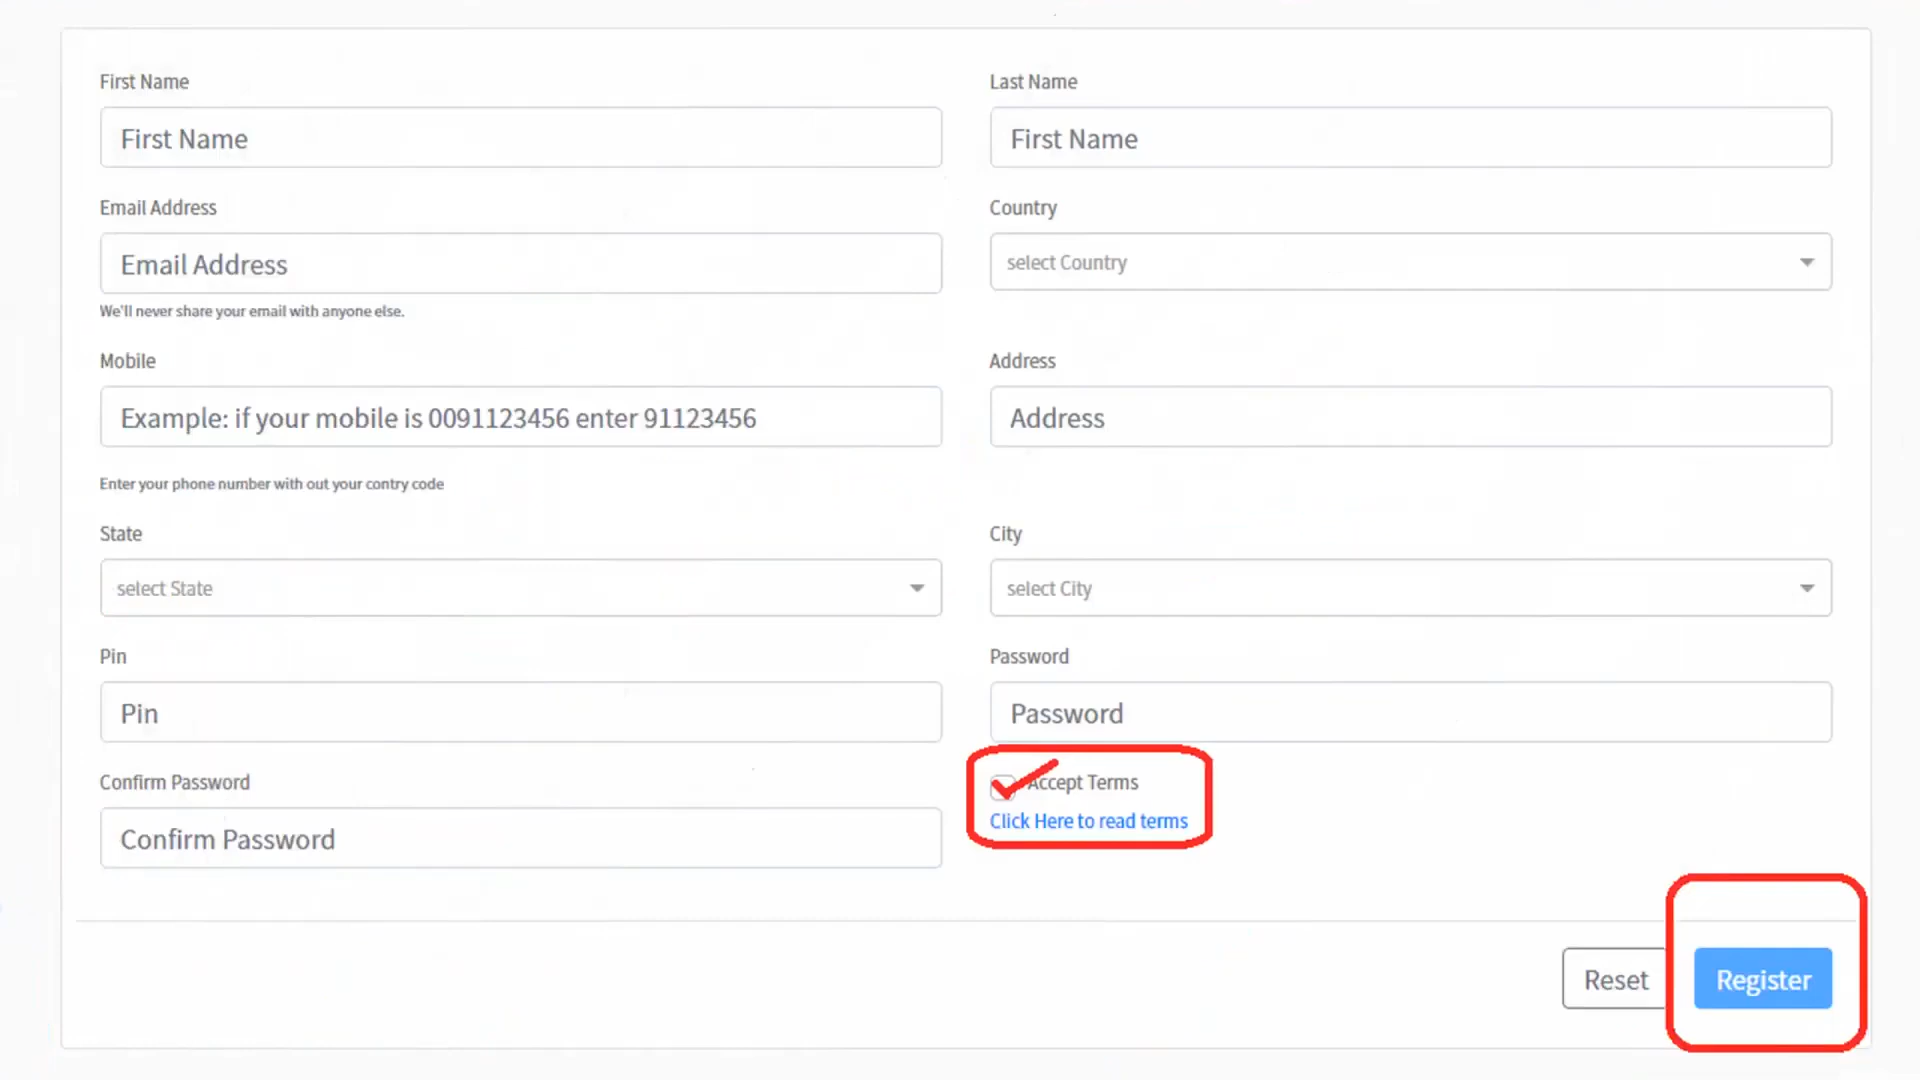 First Name
Last Name
First Name
First Name
Email Address
Country
Email Address
select Country
We'll never share your email with anyone else.
Mobile
Address
Example: if your mobile is 0091123456 enter 91123456
Address
Enter your phone number with out your contry code
State
City
select State
select City
Pin
Password
Pin
Password
Confirm Password
Accept Terms
Click Here to read terms
Confirm Password
Reset
Register